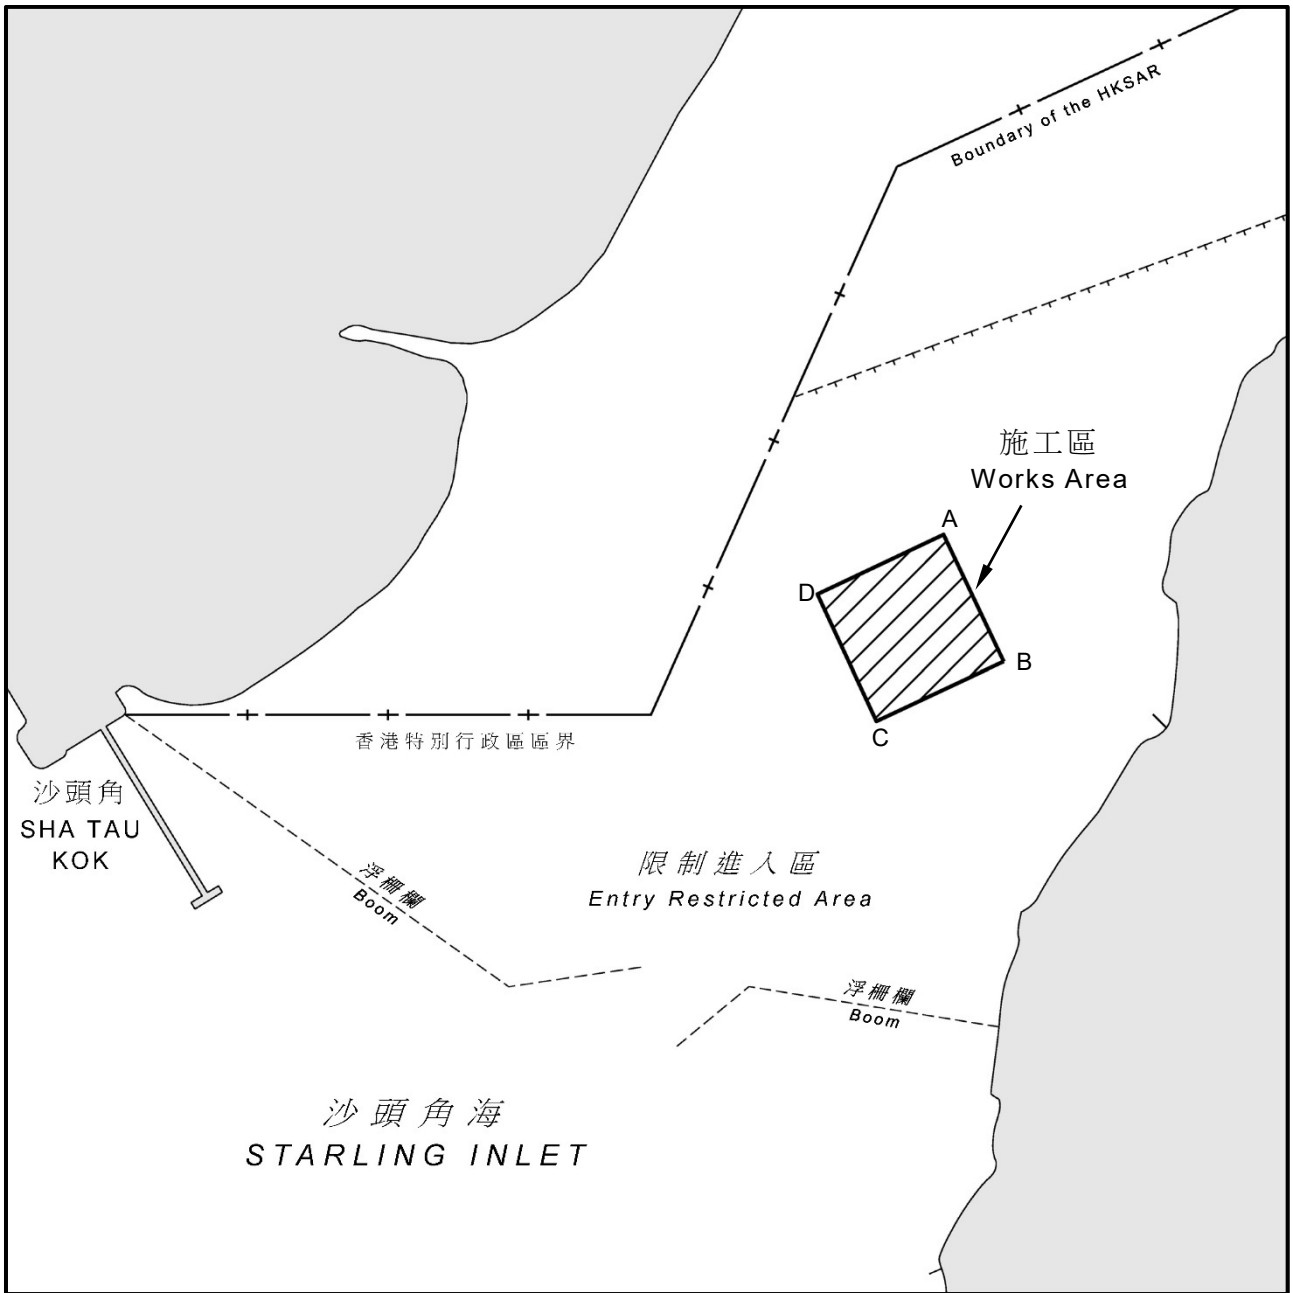 Boundary of the HKSAR
施工區
Works Area
A
D
B
C
香港特別行政區區界
沙頭角
SHA TAU
KOK
浮柵欄
Boom
限制進入區
Entry Restricted Area
浮柵欄
Boom
沙頭角海
STARLING INLET